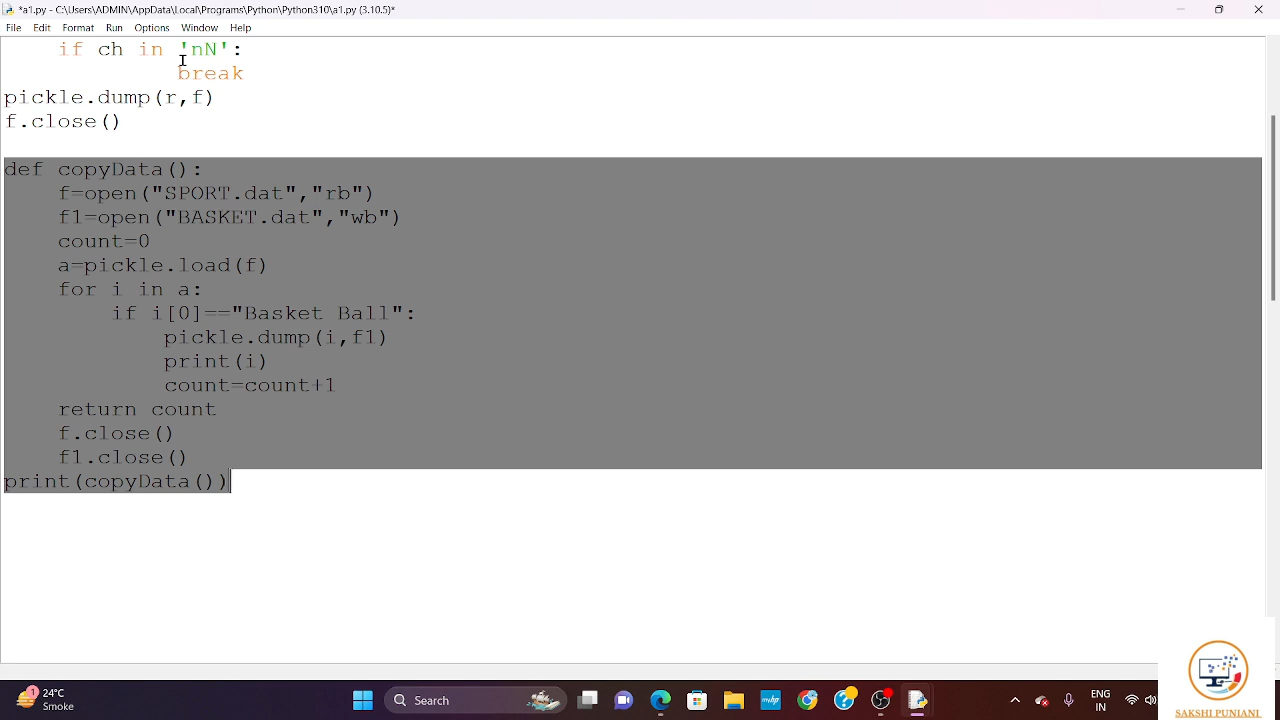 *a1.py - C:\Users\ADMIN\AppData\Local\Programs\Python\Python310\a1.py (3.10.5)*
File Edit Format Run Options Window Help
if ch in 'nN':
break
pickle.dump(r,f)
f.close()
def copyData():
f=open("SPORT.dat","rb")
f1=open("BASKET.dat","wb")
count=0
a=pickle.load(f)
for i in a:
if i[0]=="Basket Ball":
pickle.dump(i,f1)
print(i)
count=count+1
return count
f.close()
f1.close()
print(copyData())
SAKSHI PUNIANI
1
24°C
Smoke
Search
hp
ENG
IN